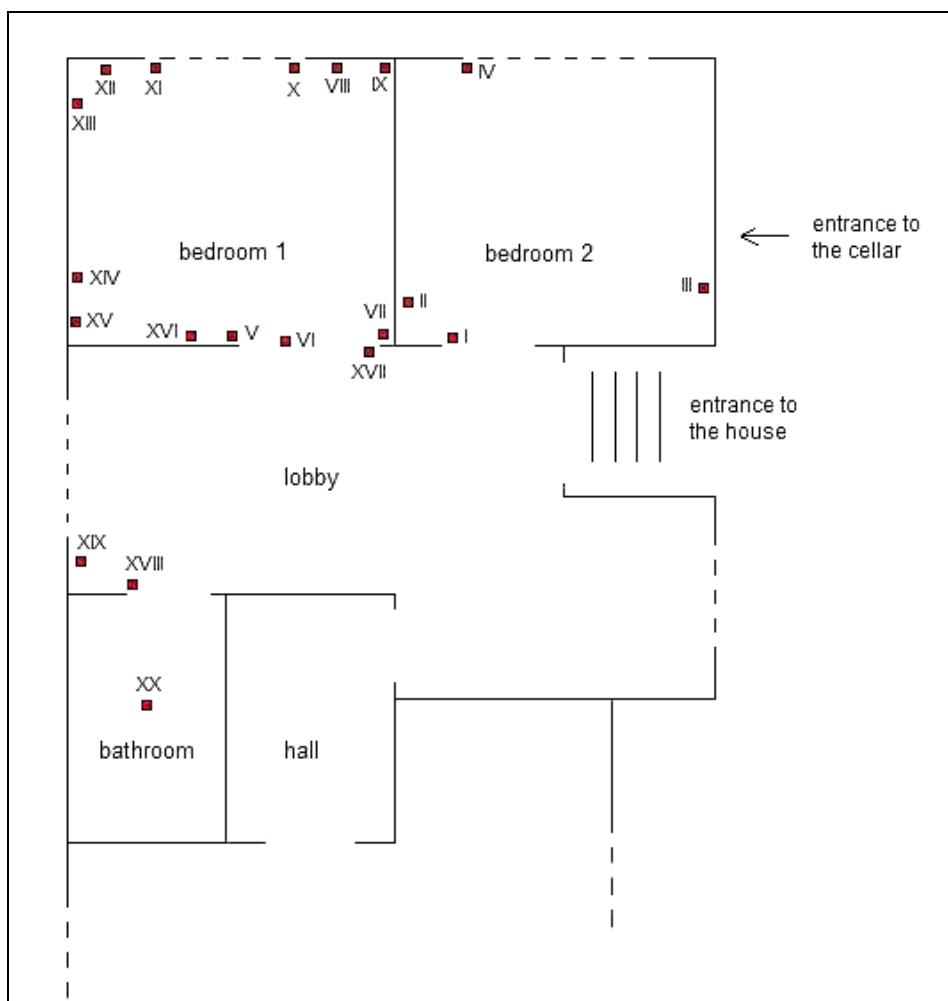 XII
XI
X
VIII
IX
IV
XIII
entrance to
the cellar
bedroom 1
bedroom 2
XIV
III
II
XV
VII
XVI
V
VI
I
XVII
entrance to
the house
lobby
XIX
XVIII
XX
bathroom
hall